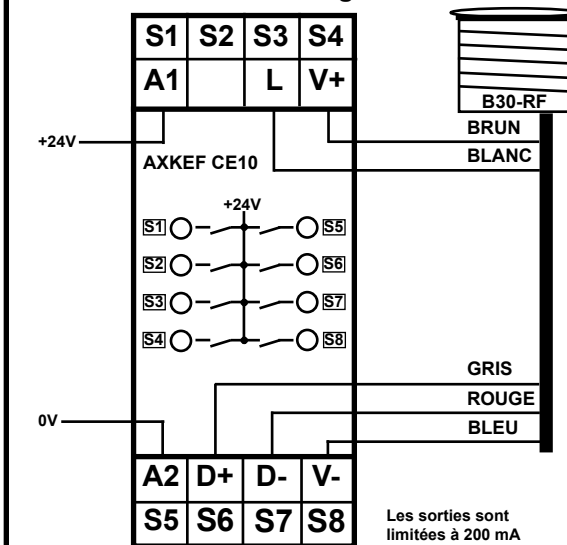 S1 S2 S3 S4
A1 L V+
B30-RF
BRUN
+24V
BLANC
AXKEF CE10
+24V
S1 S5
S2 S6
S3 S7
S4 S8
GRIS
ROUGE
0V
BLEU
A2 D+ D- V-
S5 S6 S7 S8
Les sorties sont
limitées à 200 mA